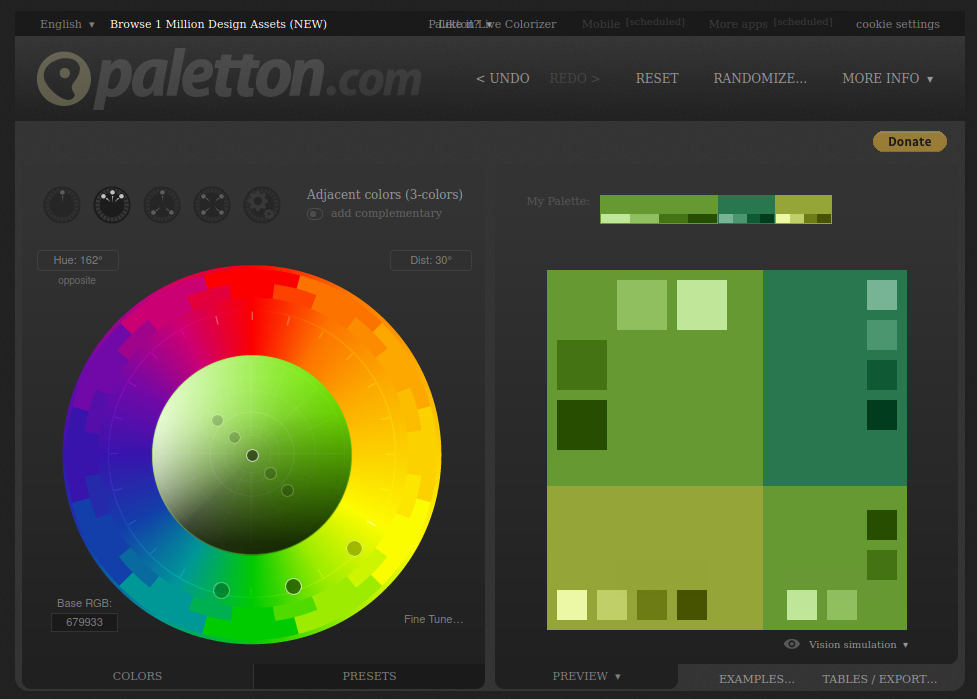 English ▼ Browse 1 Million Design Assets (NEW) Like it? ▼ Paletton Live Colorizer Mobile [scheduled] More apps [scheduled] cookie settings
paletton.com < UNDO REDO > RESET RANDOMIZE... MORE INFO ▼
Donate
Adjacent colors (3-colors)
add complementary
My Palette:
Hue: 162°
opposite
Dist: 30°
Base RGB:
679933
Fine Tune...
Vision simulation ▼
COLORS PRESETS
PREVIEW ▼ EXAMPLES... TABLES / EXPORT...